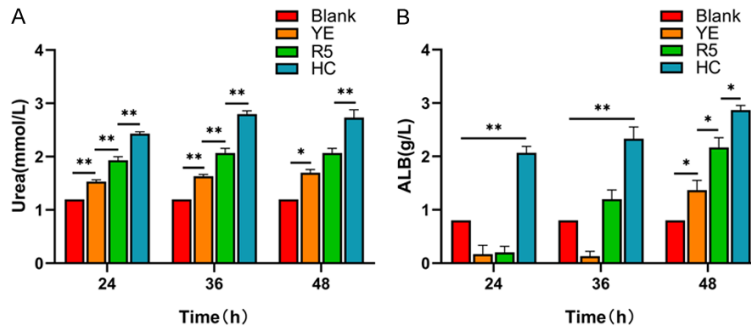 A
Blank
YE
R5
HC
Urea(mmol/L)
4
3
2
1
0
** ** **
** ** **
* **
24 36 48
Time（h）
B
Blank
YE
R5
HC
ALB(g/L)
4
3
2
1
0
**
**
* * *
24 36 48
Time（h）